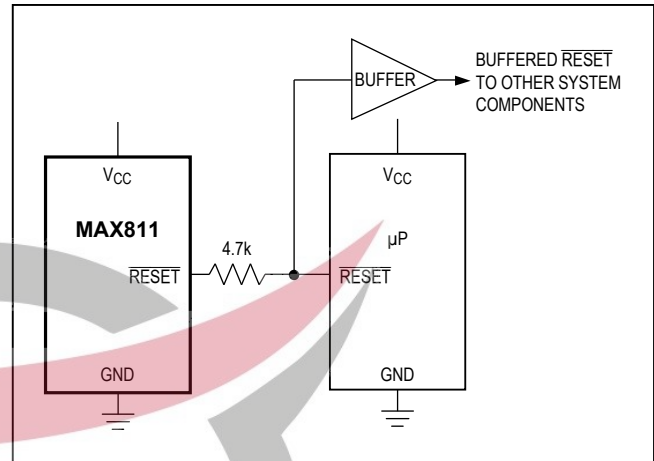 BUFFERED RESET
TO OTHER SYSTEM
COMPONENTS
BUFFER
VCC
VCC
MAX811
µP
4.7k
RESET
RESET
GND
GND